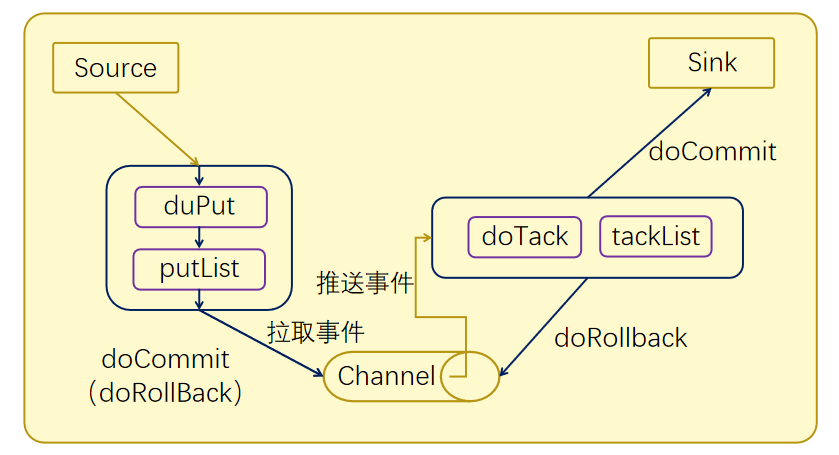 Source
Sink
doCommit
duPut
putList
doTack
tackList
推送事件
拉取事件
doRollback
doCommit
（doRollBack）
Channel